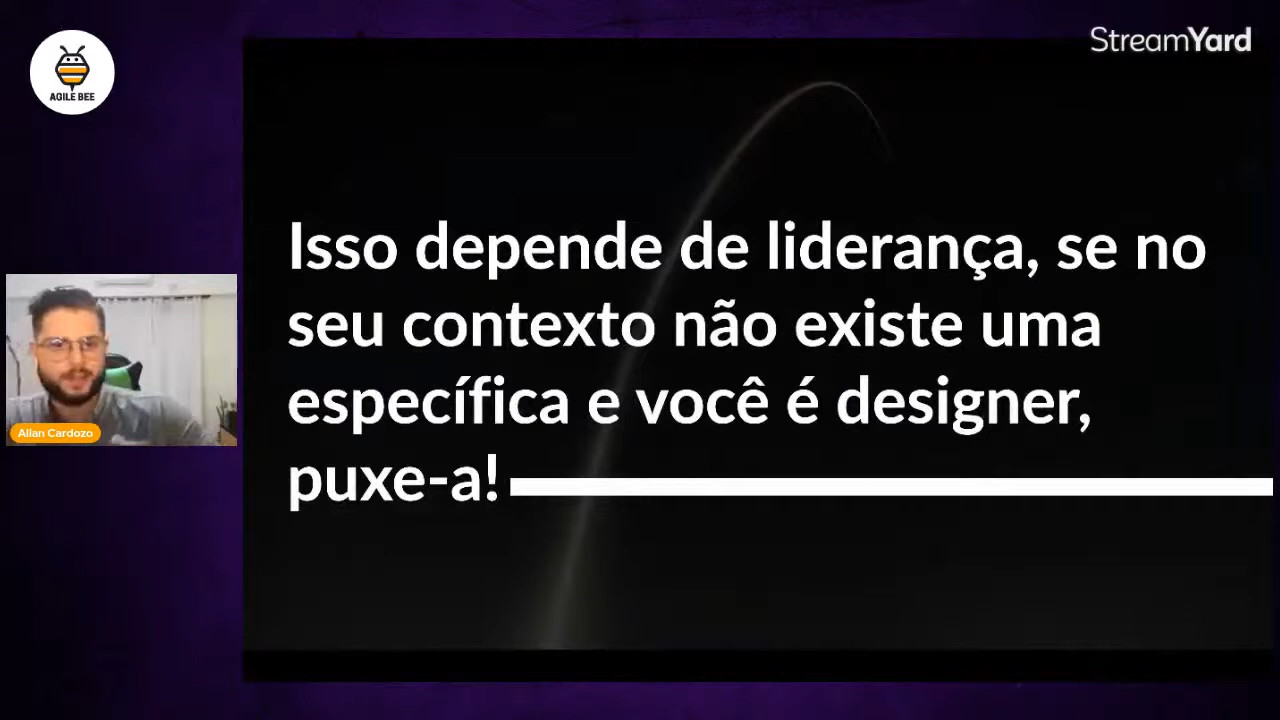 AGILE BEE
StreamYard
Isso depende de liderança, se no
seu contexto não existe uma
específica e você é designer,
puxe-a!
Allan Cardozo